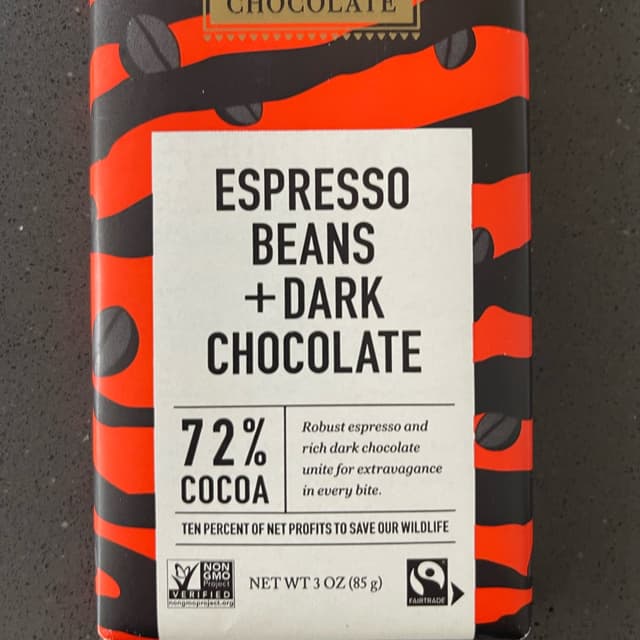 CHOCOLATE
ESPRESSO
BEANS
+DARK
CHOCOLATE
72%
COCOA
Robust espresso and
rich dark chocolate
unite for extravagance
in every bite.
TEN PERCENT OF NET PROFITS TO SAVE OUR WILDLIFE
NON
GMO
Project
VERIFIED
nongmoproject.org
NET WT 3 OZ (85 g)
FAIRTRADE